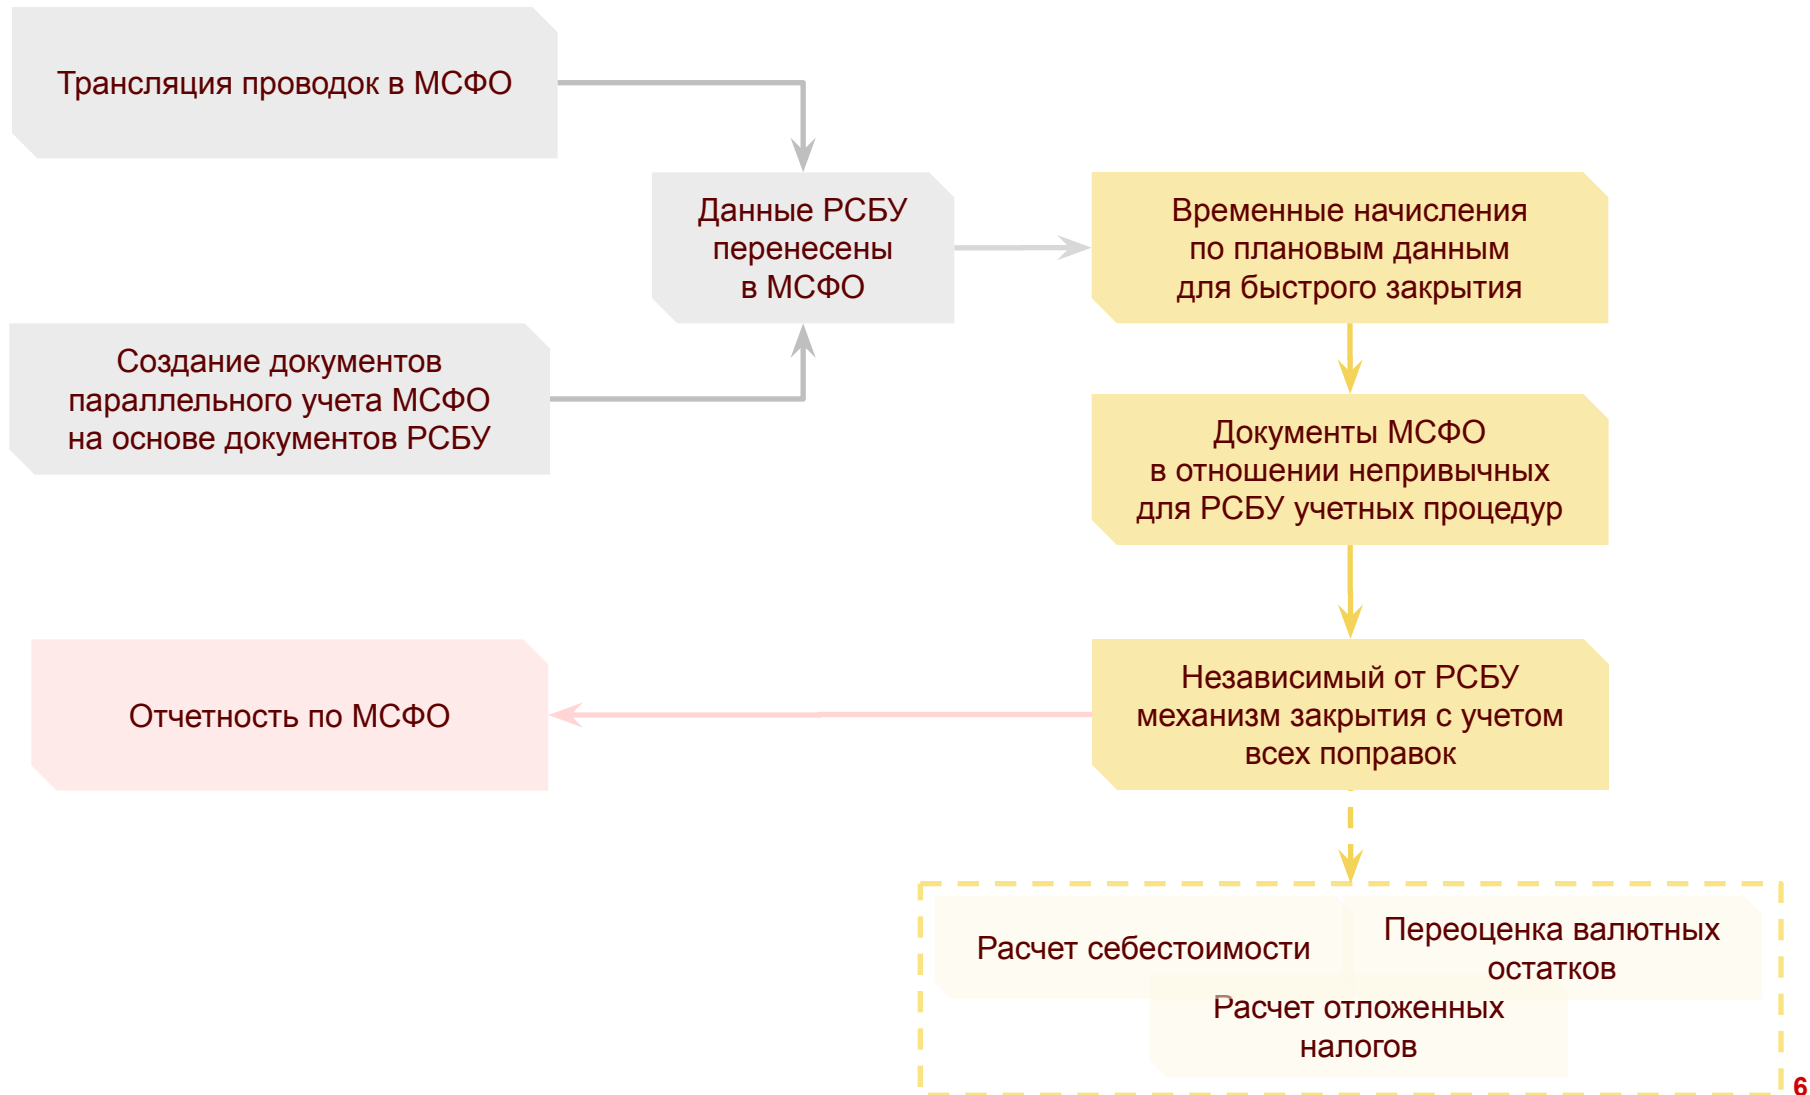 Трансляция проводок в МСФО
Данные РСБУ
перенесены
в МСФО
Временные начисления
по плановым данным
для быстрого закрытия
Создание документов
параллельного учета МСФО
на основе документов РСБУ
Документы МСФО
в отношении непривычных
для РСБУ учетных процедур
Отчетность по МСФО
Независимый от РСБУ
механизм закрытия с учетом
всех поправок
Расчет себестоимости
Переоценка валютных
остатков
Расчет отложенных
налогов
6